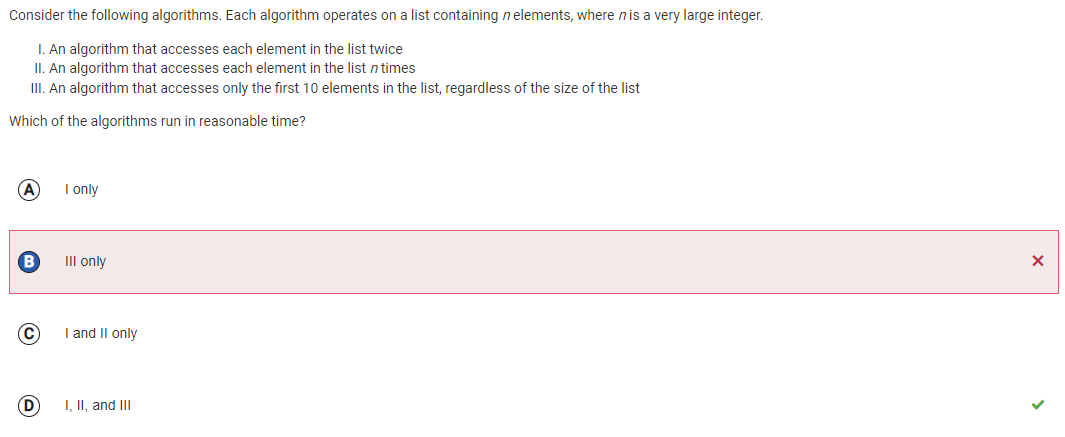 Consider the following algorithms. Each algorithm operates on a list containing n elements, where n is a very large integer.
I. An algorithm that accesses each element in the list twice
II. An algorithm that accesses each element in the list n times
III. An algorithm that accesses only the first 10 elements in the list, regardless of the size of the list
Which of the algorithms run in reasonable time?
A I only
B III only
C I and II only
D I, II, and III